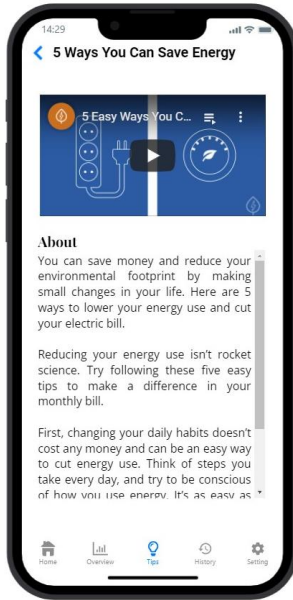 14:29
5 Ways You Can Save Energy
5 Easy Ways You C...
About
You can save money and reduce your
environmental footprint by making
small changes in your life. Here are 5
ways to lower your energy use and cut
your electric bill.
Reducing your energy use isn't rocket
science. Try following these five easy
tips to make a difference in your
monthly bill.
First, changing your daily habits doesn't
cost any money and can be an easy way
to cut energy use. Think of steps you
take every day, and try to be conscious
of how you use energy. It's as easy as
Home Overview Tips History Setting